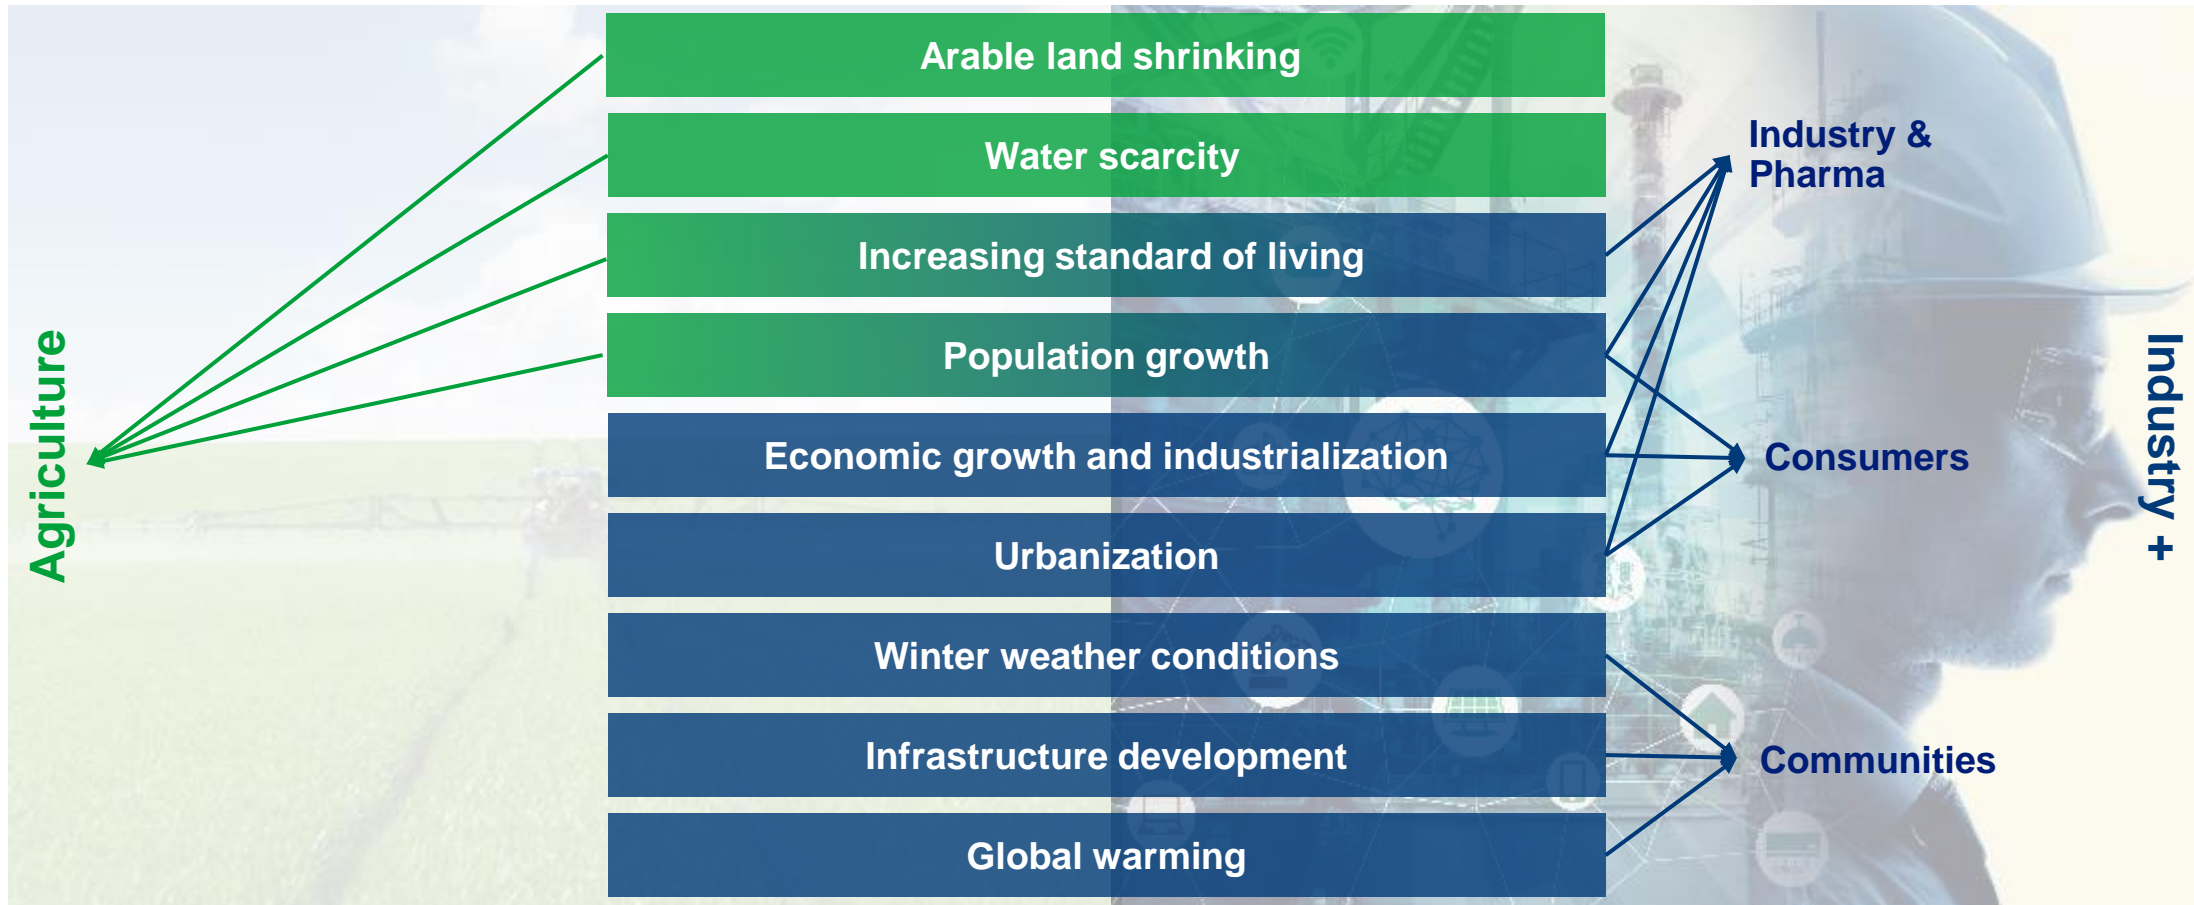 Agriculture
Arable land shrinking
Water scarcity
Increasing standard of living
Population growth
Economic growth and industrialization
Urbanization
Winter weather conditions
Infrastructure development
Global warming
Industry &
Pharma
Consumers
Communities
Industry +